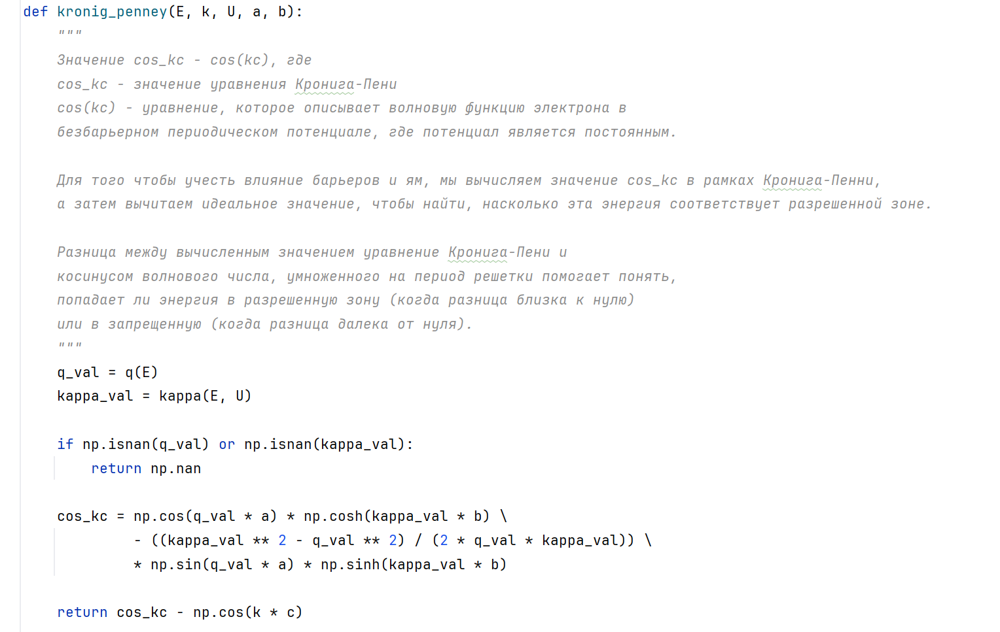 def kronig_penney(E, k, U, a, b):
"""
Значение cos_kc - cos(kc), где
cos_kc - значение уравнения Кронига-Пени
cos(kc) - уравнение, которое описывает волновую функцию электрона в
безбарьерном периодическом потенциале, где потенциал является постоянным.
Для того чтобы учесть влияние барьеров и ям, мы вычисляем значение cos_kc в рамках Кронига-Пенни,
а затем вычитаем идеальное значение, чтобы найти, насколько эта энергия соответствует разрешенной зоне.
Разница между вычисленным значением уравнение Кронига-Пени и
косинусом волнового числа, умноженного на период решетки помогает понять,
попадает ли энергия в разрешенную зону (когда разница близка к нулю)
или в запрещенную (когда разница далека от нуля).
"""
q_val = q(E)
kappa_val = kappa(E, U)
if np.isnan(q_val) or np.isnan(kappa_val):
return np.nan
cos_kc = np.cos(q_val * a) * np.cosh(kappa_val * b) \
- ((kappa_val ** 2 - q_val ** 2) / (2 * q_val * kappa_val)) \
* np.sin(q_val * a) * np.sinh(kappa_val * b)
return cos_kc - np.cos(k * c)